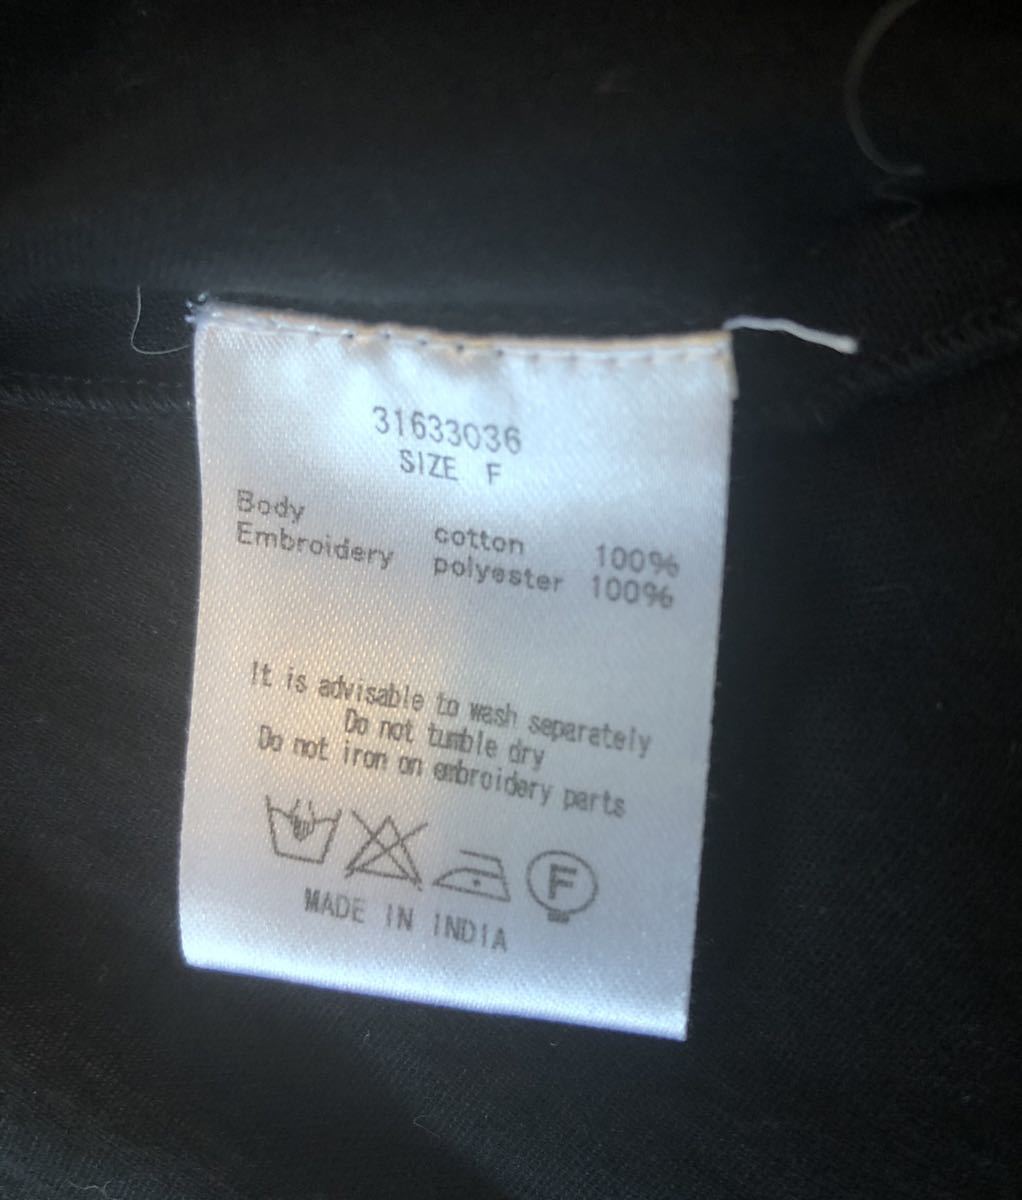 31633036
SIZE F
Body cotton 100%
Embroidery polyester 100%
It is advisable to wash separately
Do not tumble dry
Do not iron on embroidery parts
F
MADE IN INDIA